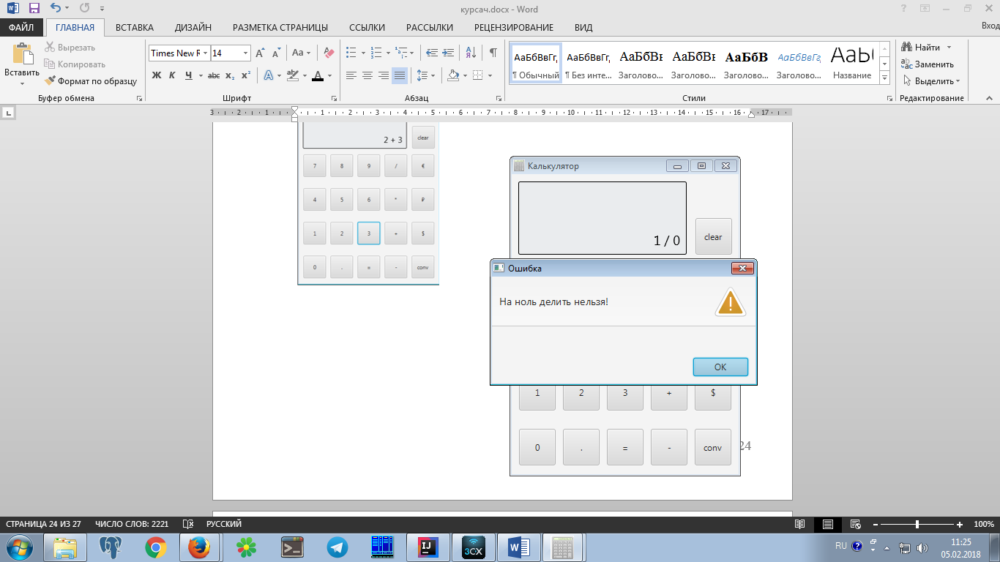 курсач.docx - Word
ФАЙЛ ГЛАВНАЯ ВСТАВКА ДИЗАЙН РАЗМЕТКА СТРАНИЦЫ ССЫЛКИ РАССЫЛКИ РЕЦЕНЗИРОВАНИЕ ВИД Вход
Вставить
Вырезать
Копировать
Формат по образцу
Буфер обмена
Times New R 14
Ж К Ч abc x₂ x²
Шрифт
Абзац
АаБбВвГг, АаБбВвГг, АаБбВв АаБбВв АаБбВ АаБбВвГг АаБ
¶ Обычный ¶ Без инте... Заголово... Заголово... Заголово... Заголово... Название
Стили
Найти
Заменить
Выделить
Редактирование
3 2 1 1 2 3 4 5 6 7 8 9 10 11 12 13 14 15 16 17
2 + 3 clear
7 8 9 / €
4 5 6 * ₽
1 2 3 + $
0 . = - conv
Калькулятор
1 / 0
clear
Ошибка
На ноль делить нельзя!
OK
1 2 3 + $
0 . = - conv
24
СТРАНИЦА 24 ИЗ 27 ЧИСЛО СЛОВ: 2221 РУССКИЙ 100%
IJ 3CX RU
11:25
05.02.2018